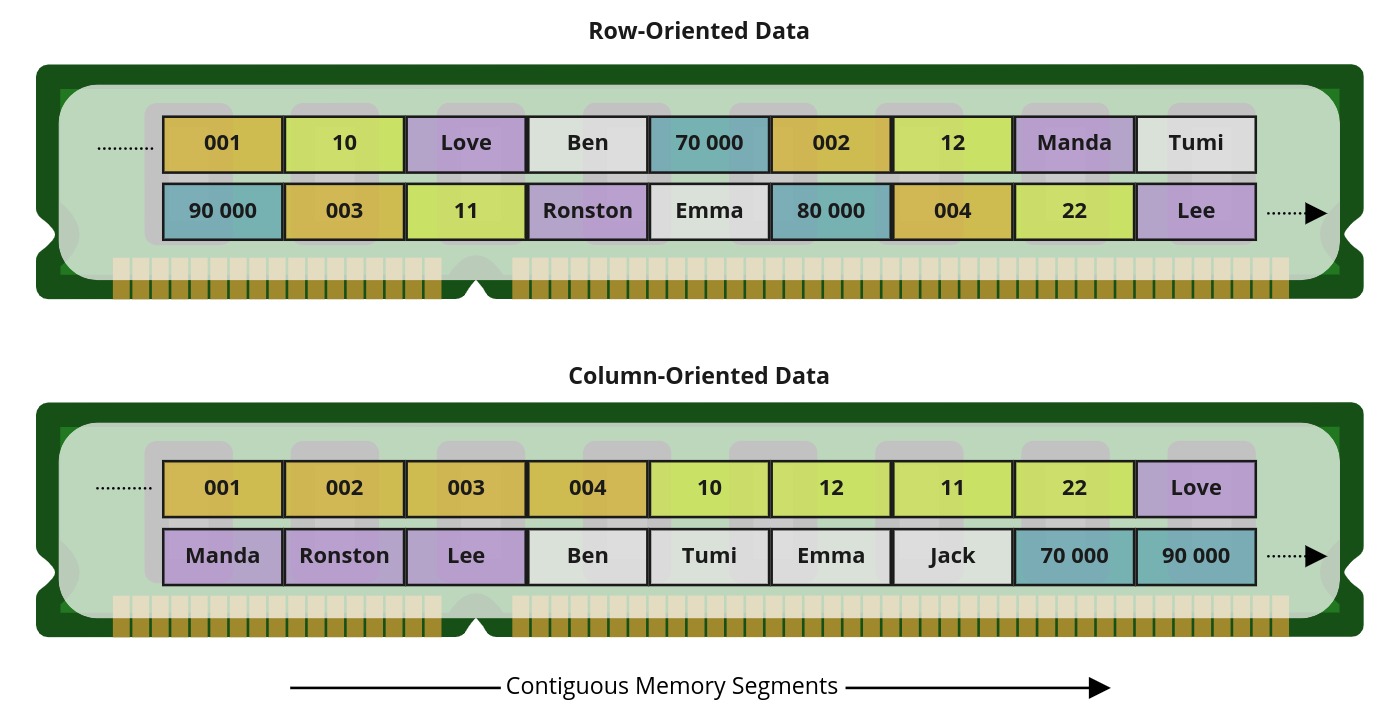 Row-Oriented Data
001 10 Love Ben 70 000 002 12 Manda Tumi
90 000 003 11 Ronston Emma 80 000 004 22 Lee
Column-Oriented Data
001 002 003 004 10 12 11 22 Love
Manda Ronston Lee Ben Tumi Emma Jack 70 000 90 000
Contiguous Memory Segments